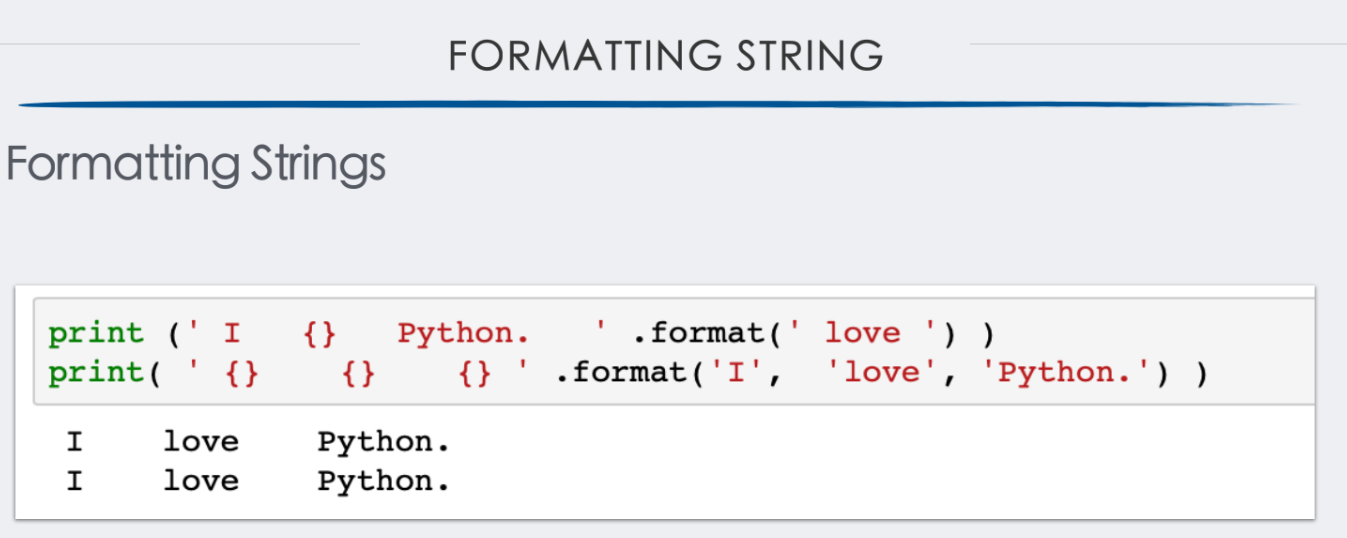 FORMATTING STRING
Formatting Strings
print (' I   {}   Python.   ' .format(' love ') )
print( ' {}    {}    {} ' .format('I',  'love', 'Python.') )
 I    love    Python.
 I    love    Python.